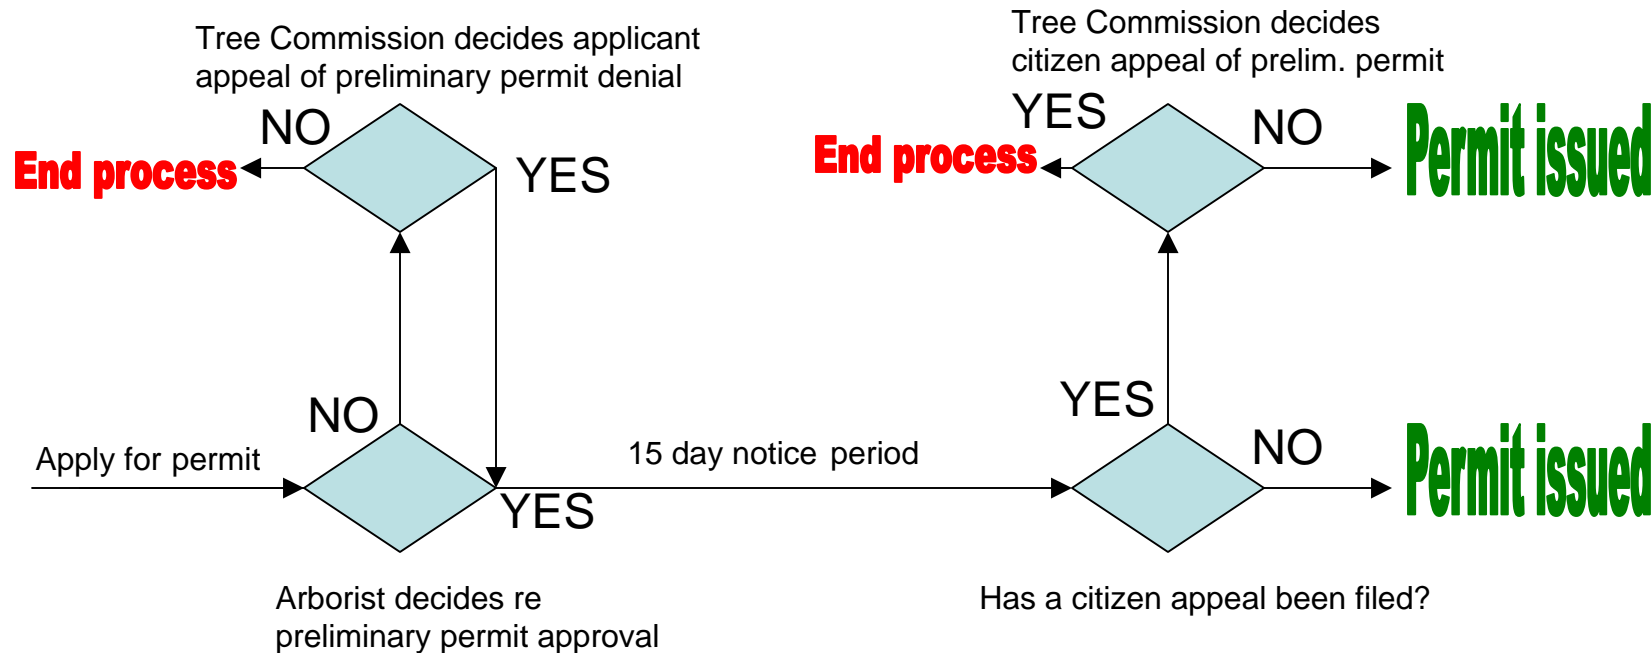 Tree Commission decides applicant
appeal of preliminary permit denial
NO
End process
YES
Tree Commission decides
citizen appeal of prelim. permit
YES
End process
NO
Permit issued
NO
Apply for permit
YES
15 day notice period
YES
NO
Permit issued
Arborist decides re
preliminary permit approval
Has a citizen appeal been filed?